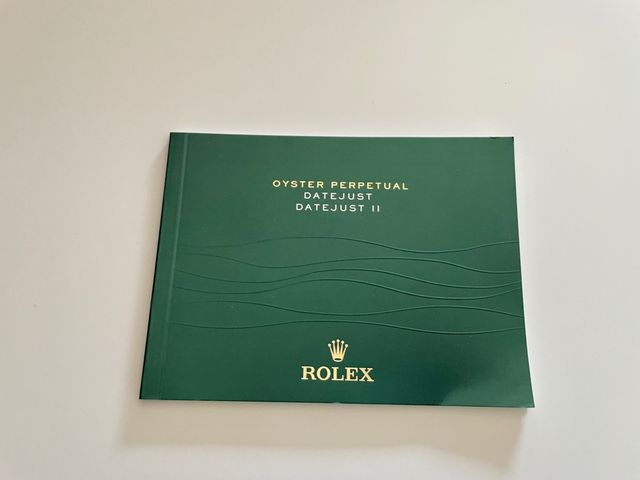 OYSTER PERPETUAL
DATEJUST
DATEJUST II
ROLEX